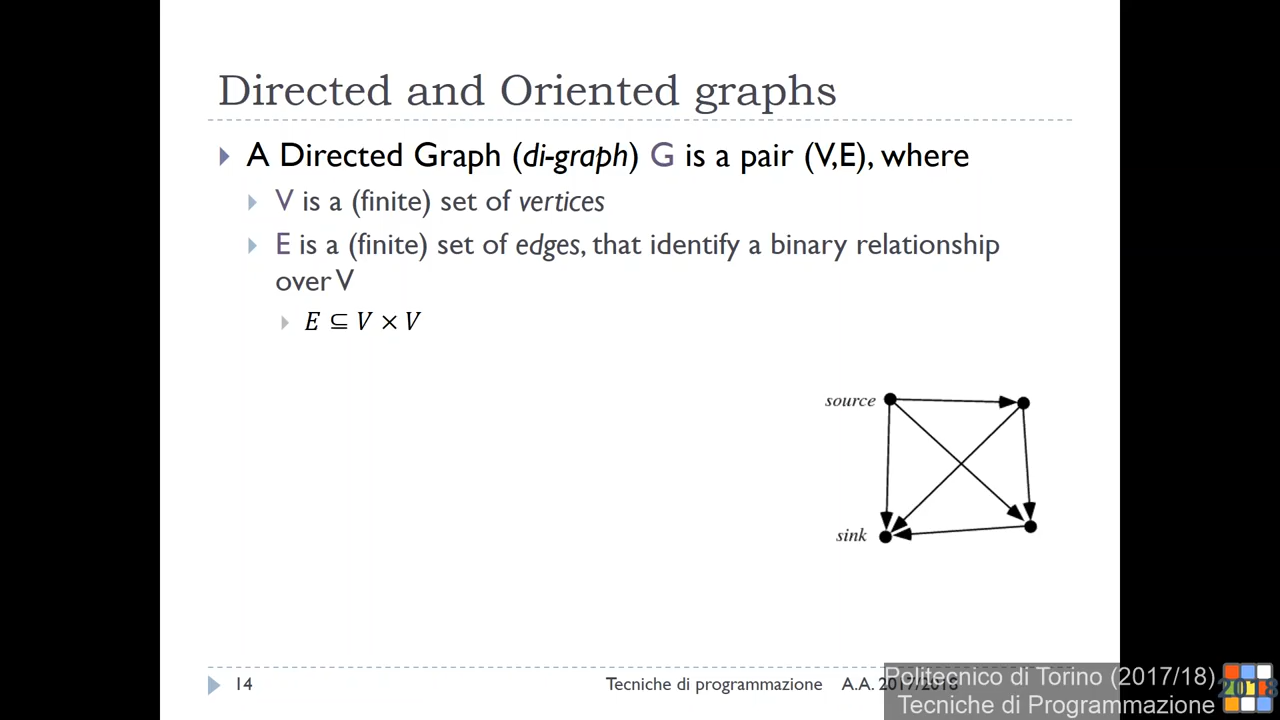 Directed and Oriented graphs
A Directed Graph (di-graph) G is a pair (V,E), where
V is a (finite) set of vertices
E is a (finite) set of edges, that identify a binary relationship
over V
E ⊆ V × V
source
sink
14
Tecniche di programmazione A.A. 2017/2018
Politecnico di Torino (2017/18)
Tecniche di Programmazione
2018